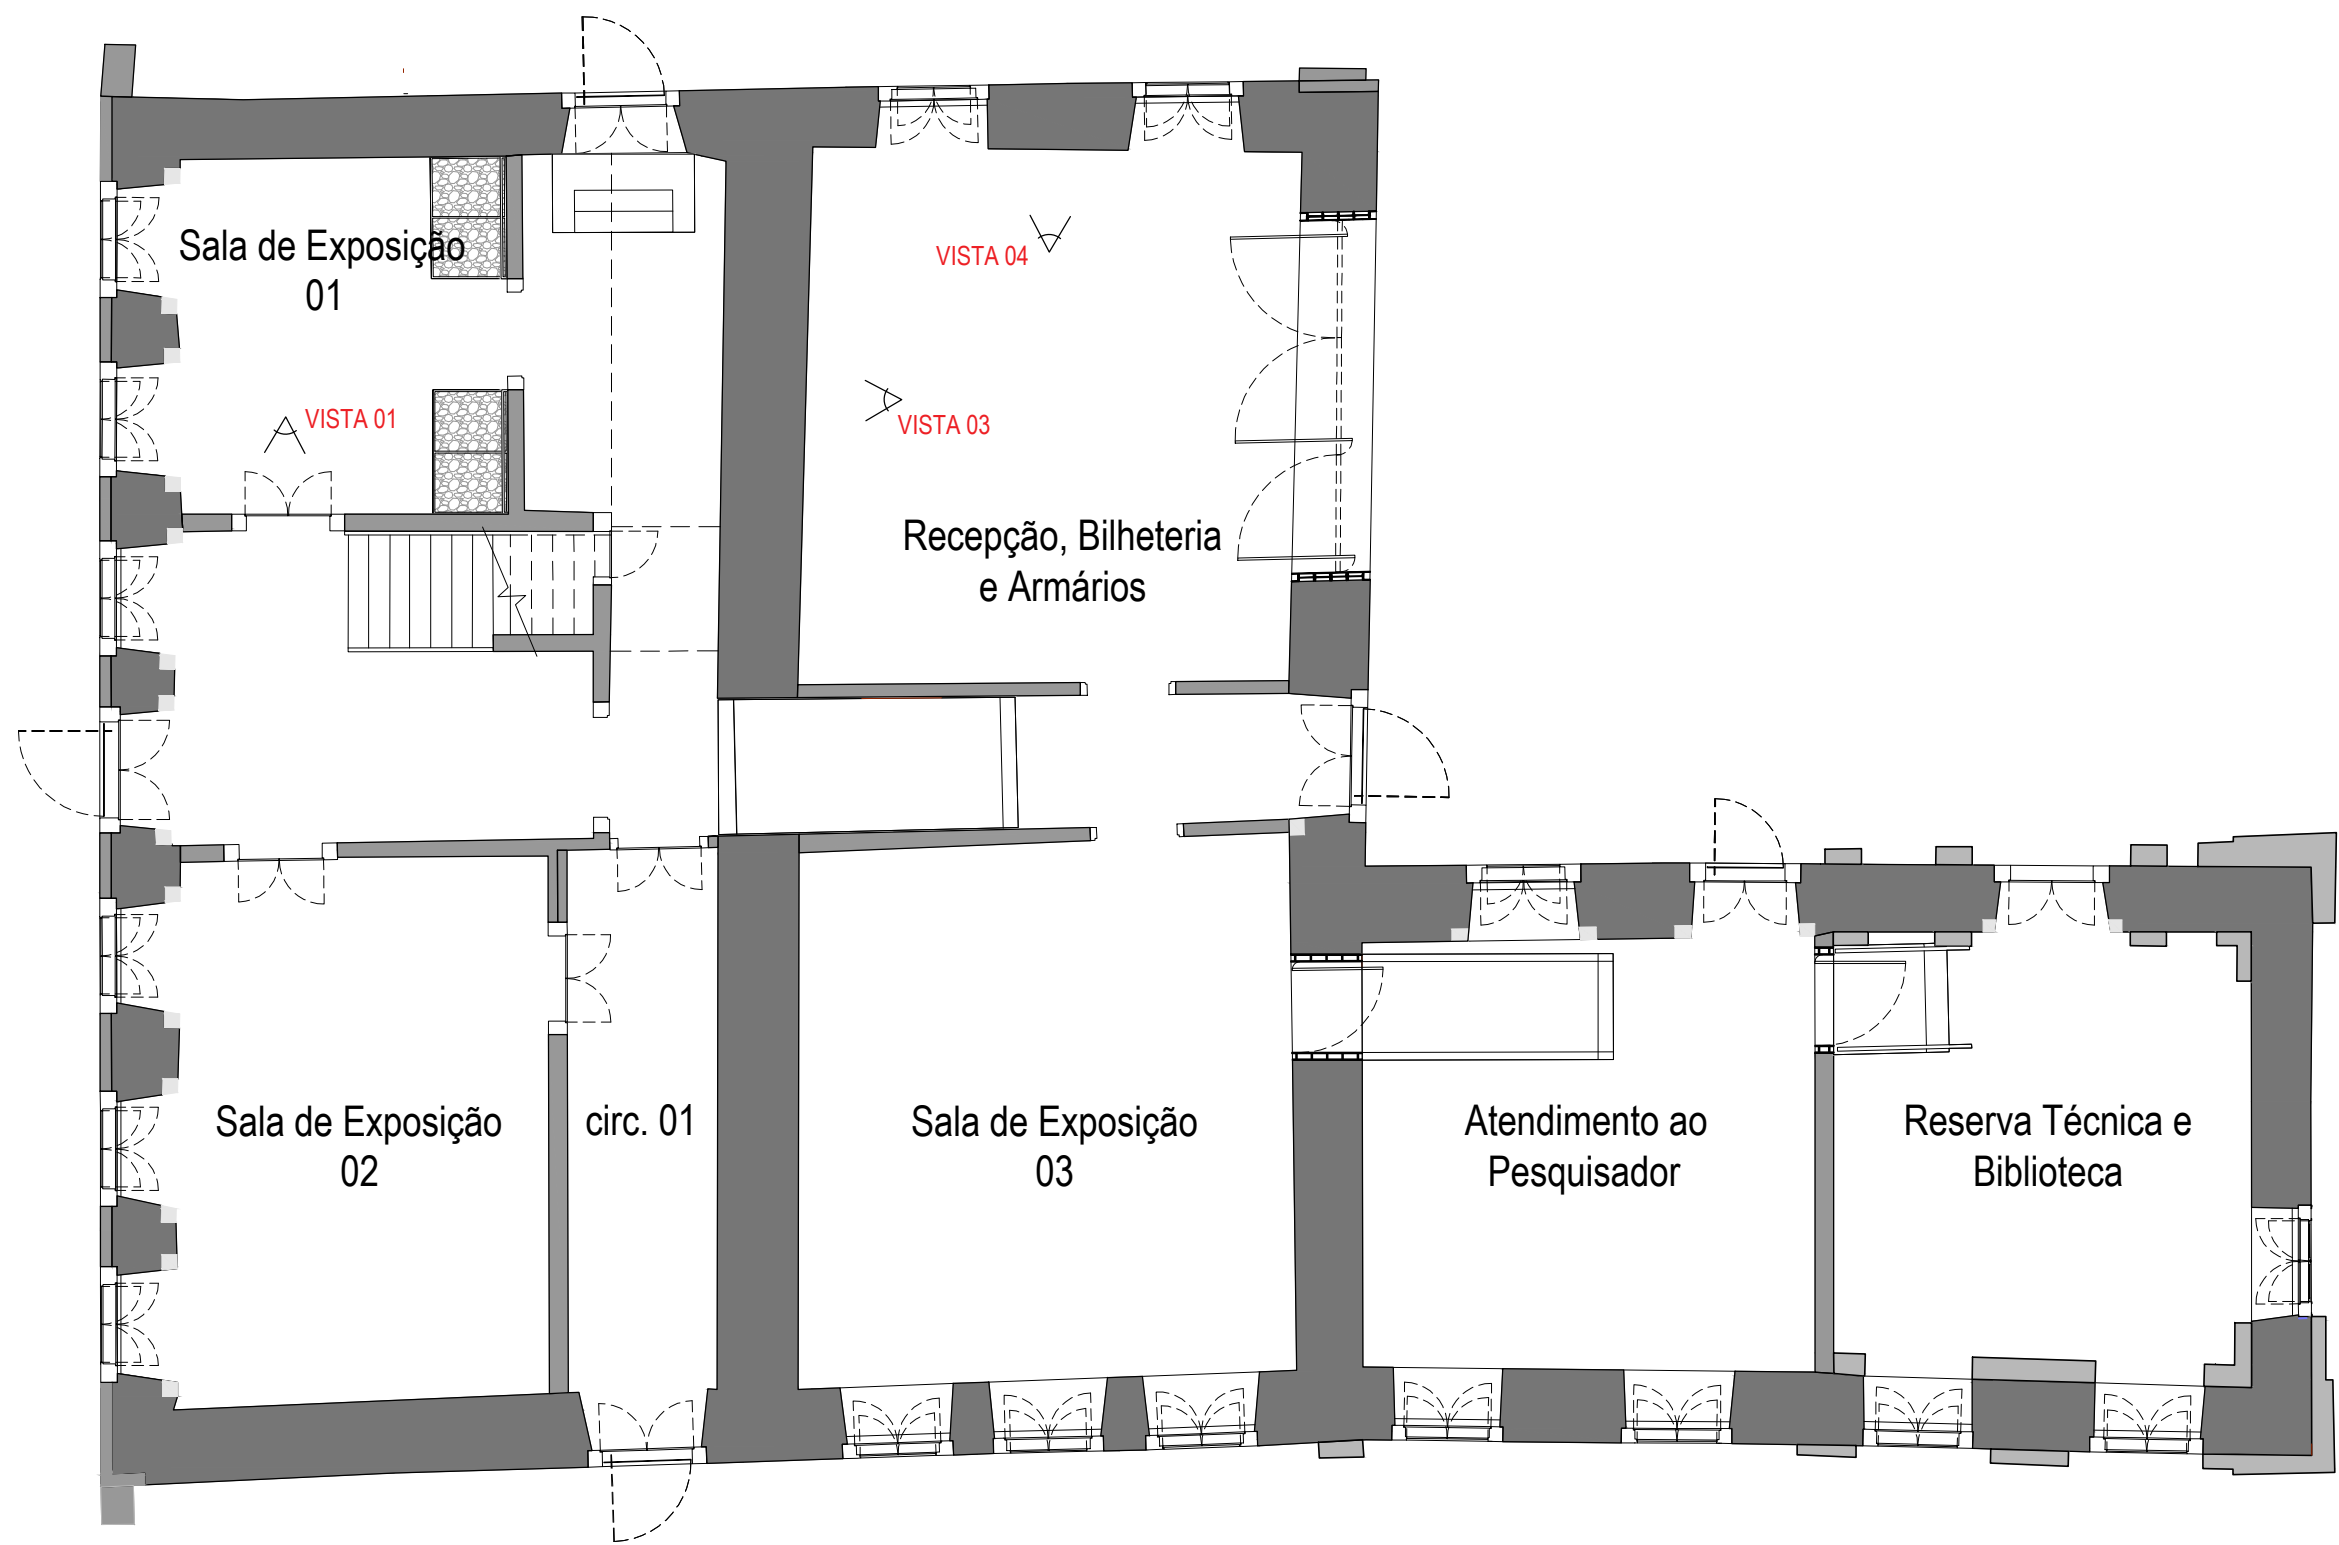 Sala de Exposição
01
VISTA 04
VISTA 01
VISTA 03
Recepção, Bilheteria
e Armários
Sala de Exposição
02
circ. 01
Sala de Exposição
03
Atendimento ao
Pesquisador
Reserva Técnica e
Biblioteca